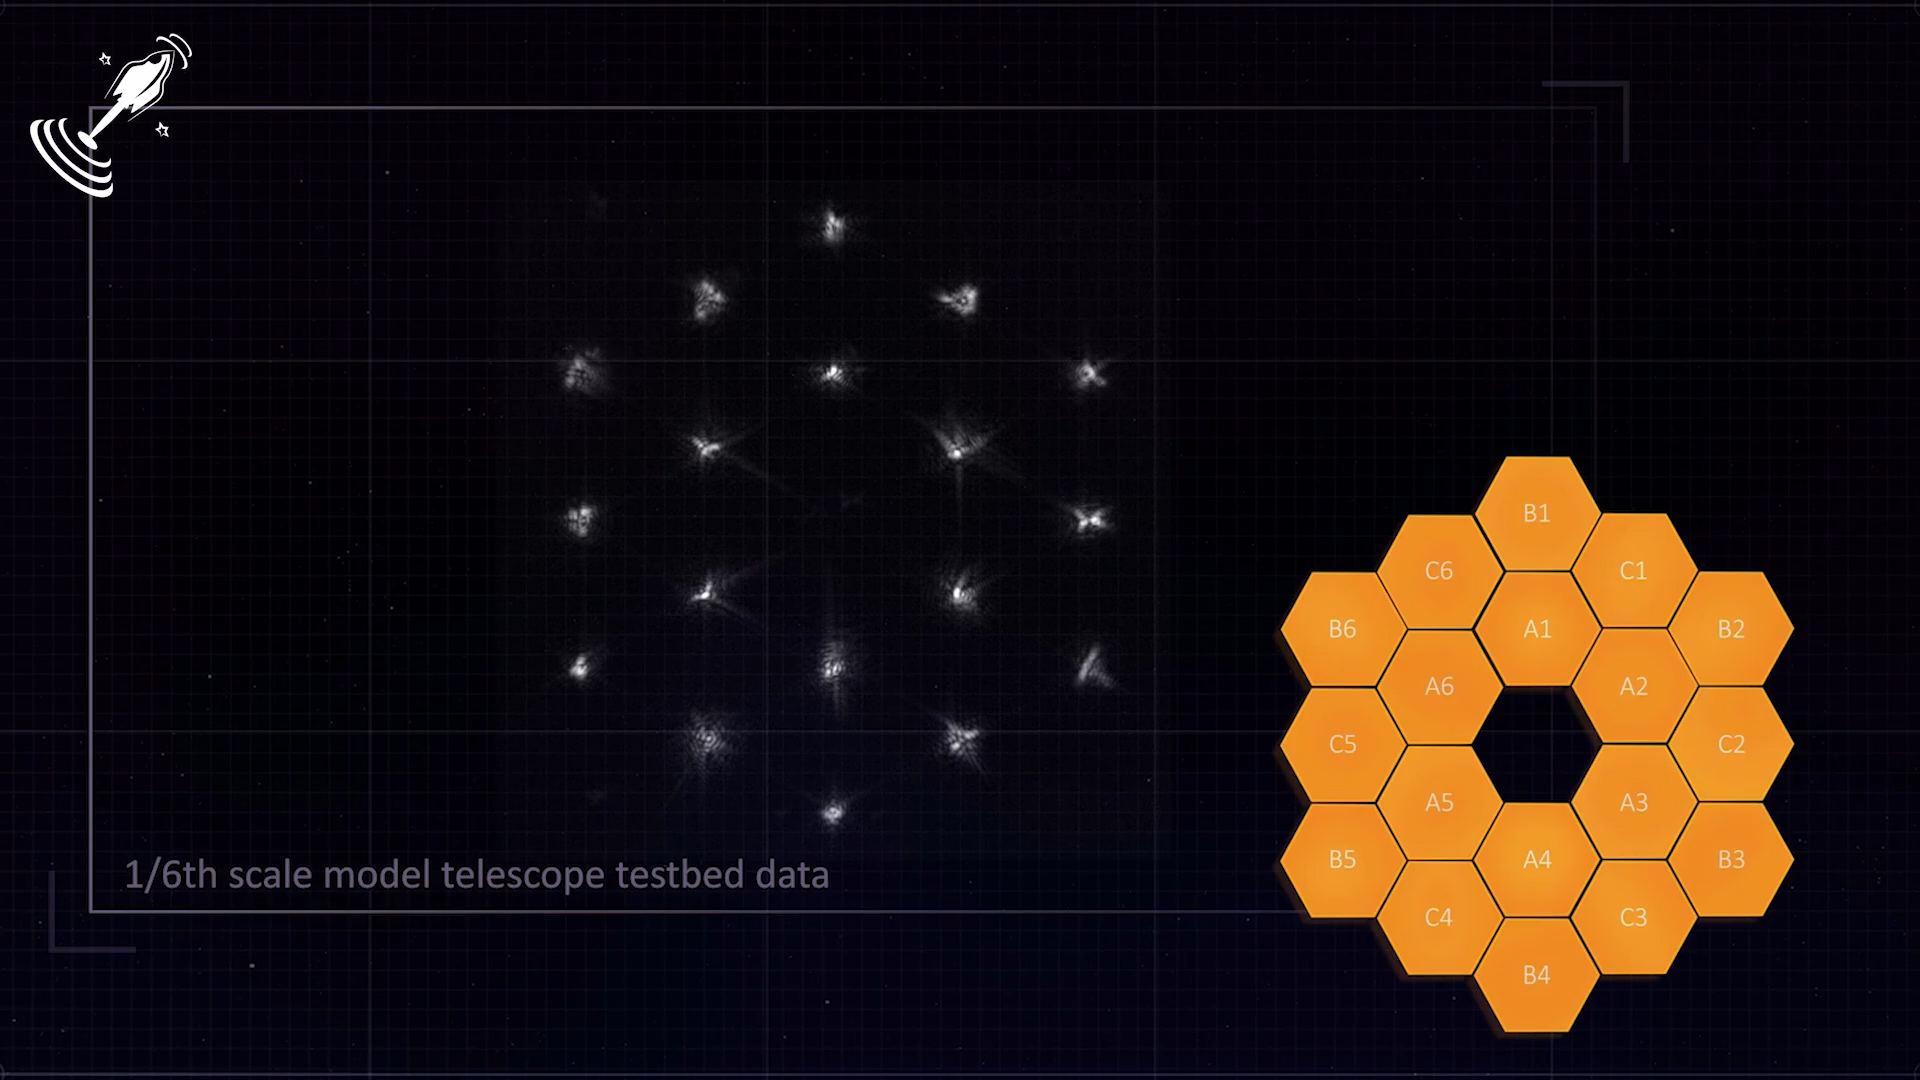 B1
C6
C1
B6
A1
B2
A6
A2
C5
C2
A5
A3
B5
A4
B3
1/6th scale model telescope testbed data
C4
C3
B4